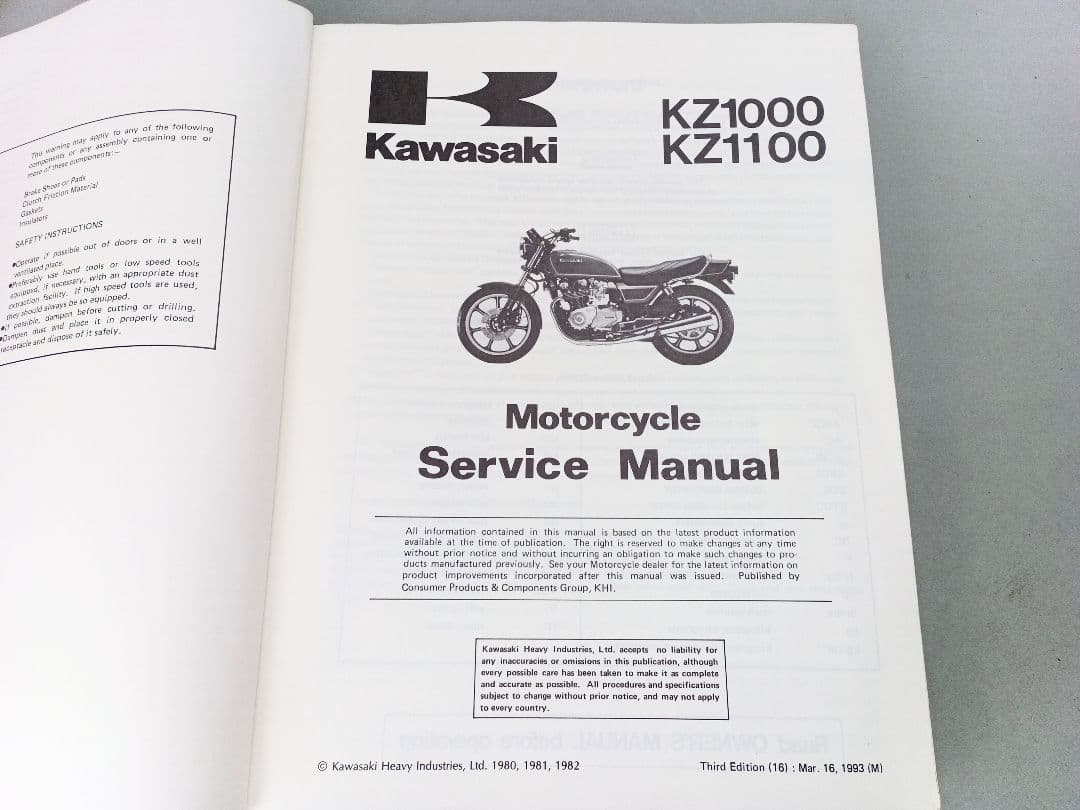 This warning may apply to any of the following
components or any assembly containing one or
more of these components:—
Brake Shoes or Pads
Clutch Friction Material
Gaskets
Insulators
SAFETY INSTRUCTIONS
●Operate if possible out of doors or in a well
ventilated place.
●Preferably use hand tools or low speed tools
equipped, if necessary, with an appropriate dust
extraction facility. If high speed tools are used,
they should always be so equipped.
●If possible, dampen before cutting or drilling.
●Dampen dust and place it in properly closed
receptacle and dispose of it safely.
Kawasaki
KZ1000
KZ1100
KAWASAKI
Motorcycle
Service Manual
All information contained in this manual is based on the latest product information
available at the time of publication. The right is reserved to make changes at any time
without prior notice and without incurring an obligation to make such changes to pro-
ducts manufactured previously. See your Motorcycle dealer for the latest information on
product improvements incorporated after this manual was issued. Published by
Consumer Products & Components Group, KHI.
Kawasaki Heavy Industries, Ltd. accepts no liability for
any inaccuracies or omissions in this publication, although
every possible care has been taken to make it as complete
and accurate as possible. All procedures and specifications
subject to change without prior notice, and may not apply
to every country.
© Kawasaki Heavy Industries, Ltd. 1980, 1981, 1982
Third Edition (16) : Mar. 16, 1993 (M)
Read OWNER'S MANUAL before operating